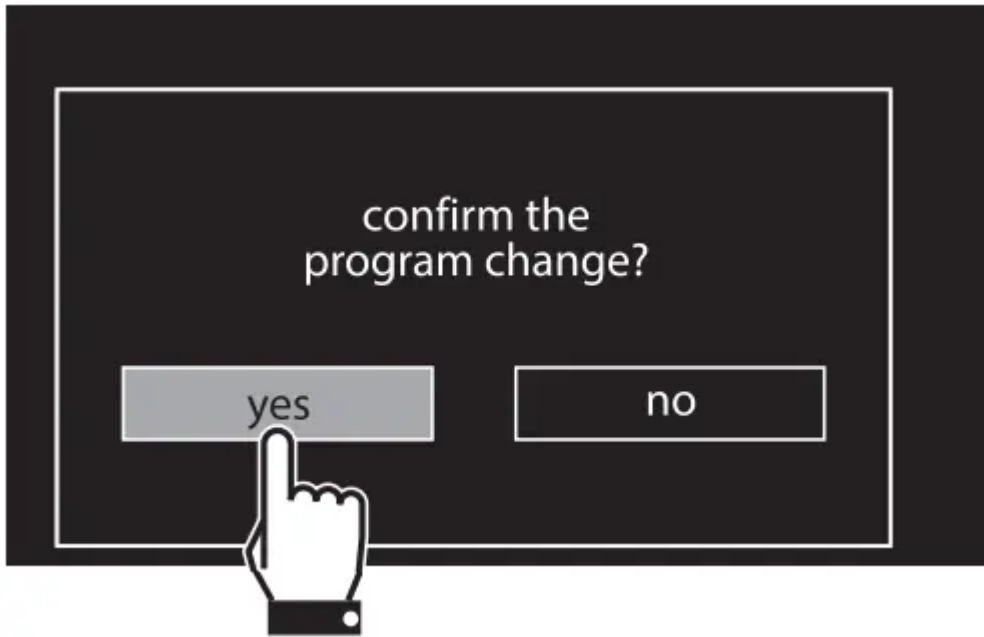 confirm the
program change?
yes
no